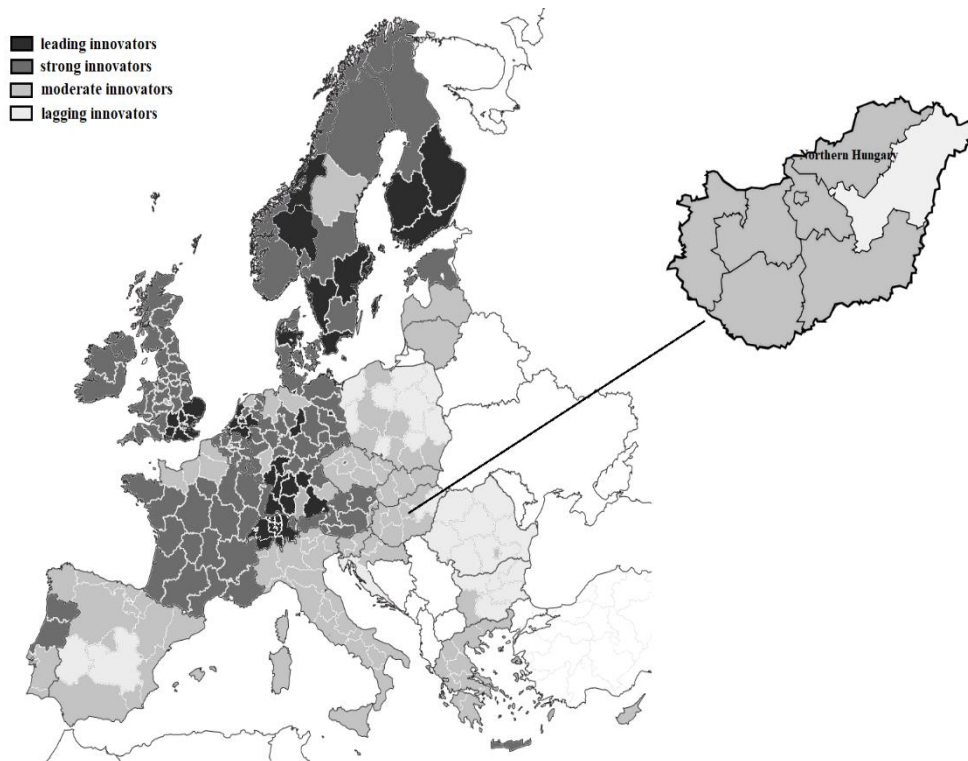 leading innovators
strong innovators
moderate innovators
lagging innovators
Northern Hungary